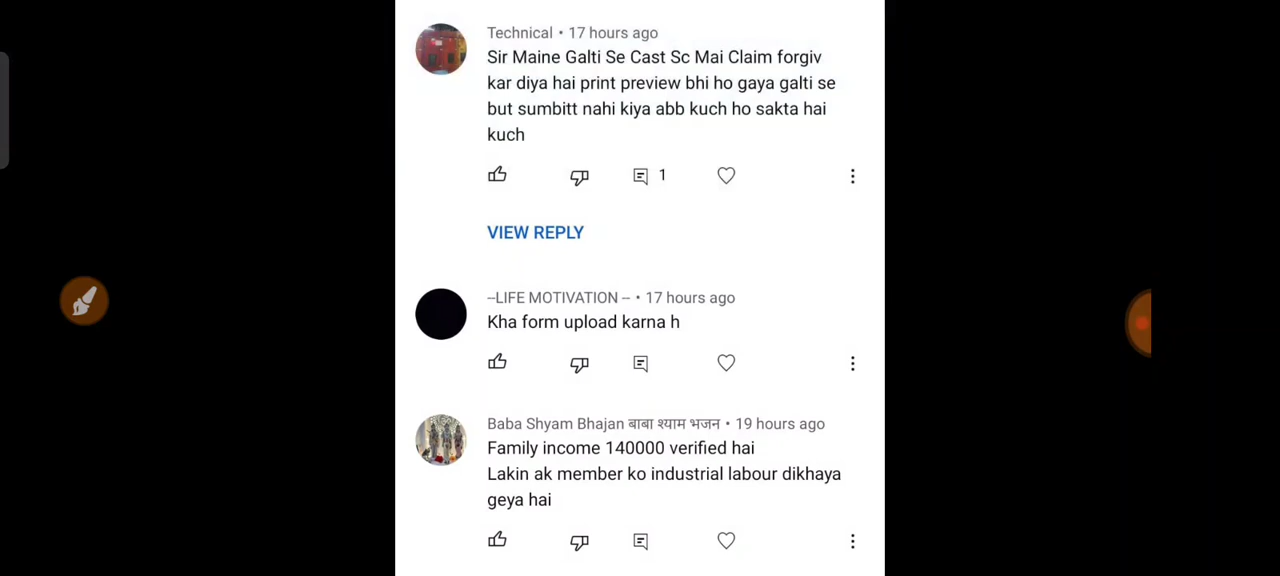 Technical • 17 hours ago
Sir Maine Galti Se Cast Sc Mai Claim forgiv
kar diya hai print preview bhi ho gaya galti se
but sumbitt nahi kiya abb kuch ho sakta hai
kuch
1
VIEW REPLY
--LIFE MOTIVATION -- • 17 hours ago
Kha form upload karna h
Baba Shyam Bhajan बाबा श्याम भजन • 19 hours ago
Family income 140000 verified hai
Lakin ak member ko industrial labour dikhaya
geya hai